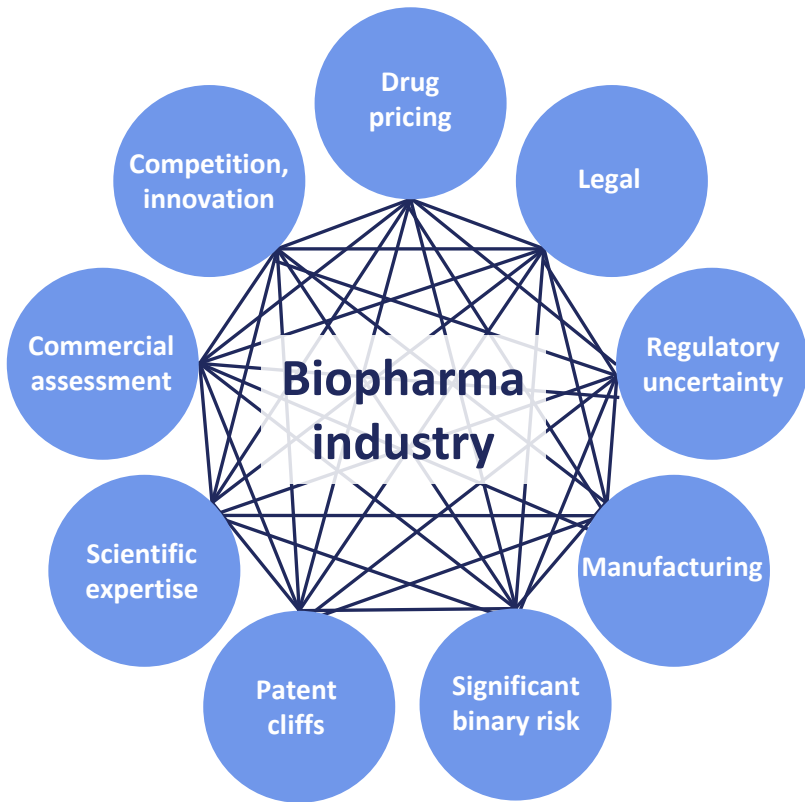 Drug
pricing
Legal
Regulatory
uncertainty
Manufacturing
Significant
binary risk
Patent
cliffs
Scientific
expertise
Commercial
assessment
Competition,
innovation
Biopharma
industry